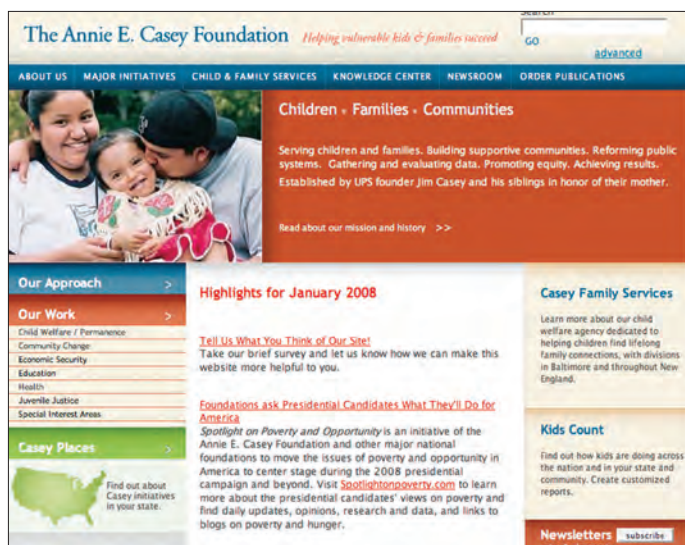 The Annie E. Casey Foundation Helping vulnerable kids & families succeed
Search
GO
advanced
ABOUT US MAJOR INITIATIVES CHILD & FAMILY SERVICES KNOWLEDGE CENTER NEWSROOM ORDER PUBLICATIONS
Children • Families • Communities
Serving children and families. Building supportive communities. Reforming public
systems. Gathering and evaluating data. Promoting equity. Achieving results.
Established by UPS founder Jim Casey and his siblings in honor of their mother.
Read about our mission and history >>
Our Approach >
Our Work >
Child Welfare / Permanence
Community Change
Economic Security
Education
Health
Juvenile Justice
Special Interest Areas
Casey Places >
Find out about
Casey initiatives
in your state.
Highlights for January 2008
Tell Us What You Think of Our Site!
Take our brief survey and let us know how we can make this
website more helpful to you.
Foundations ask Presidential Candidates What They'll Do for
America
Spotlight on Poverty and Opportunity is an initiative of the
Annie E. Casey Foundation and other major national
foundations to move the issues of poverty and opportunity in
America to center stage during the 2008 presidential
campaign and beyond. Visit Spotlightonpoverty.com to learn
more about the presidential candidates' views on poverty and
find daily updates, opinions, research and data, and links to
blogs on poverty and hunger.
Casey Family Services
Learn more about our child
welfare agency dedicated to
helping children find lifelong
family connections, with divisions
in Baltimore and throughout New
England.
Kids Count
Find out how kids are doing across
the nation and in your state and
community. Create customized
reports.
Newsletters subscribe